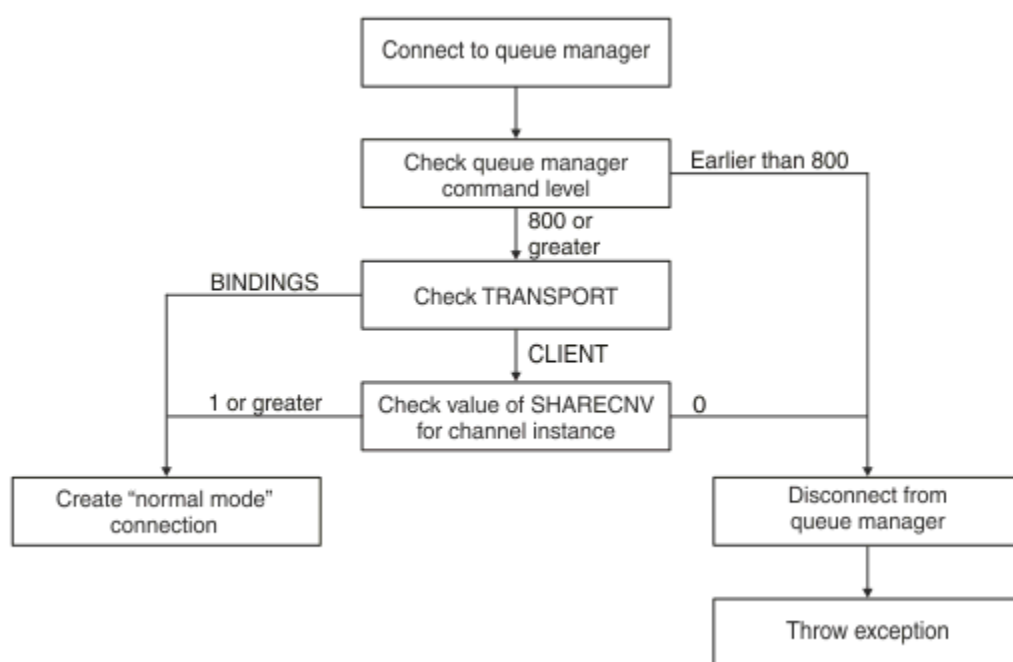 Connect to queue manager
Check queue manager
command level
Earlier than 800
800 or
greater
BINDINGS
Check TRANSPORT
CLIENT
1 or greater
Check value of SHARECNV
for channel instance
0
Create “normal mode”
connection
Disconnect from
queue manager
Throw exception